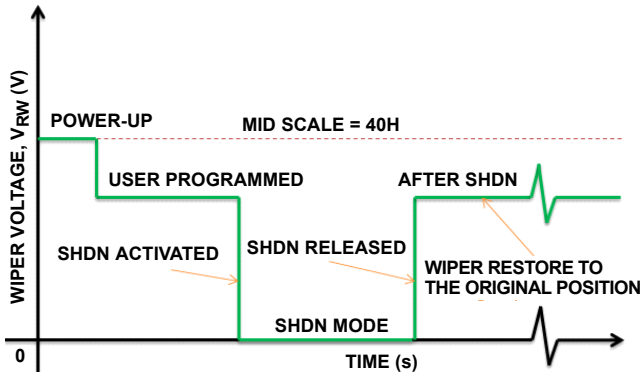 WIPER VOLTAGE, VRW (V)
POWER-UP
MID SCALE = 40H
USER PROGRAMMED
AFTER SHDN
SHDN ACTIVATED
SHDN RELEASED
WIPER RESTORE TO
THE ORIGINAL POSITION
SHDN MODE
0
TIME (s)